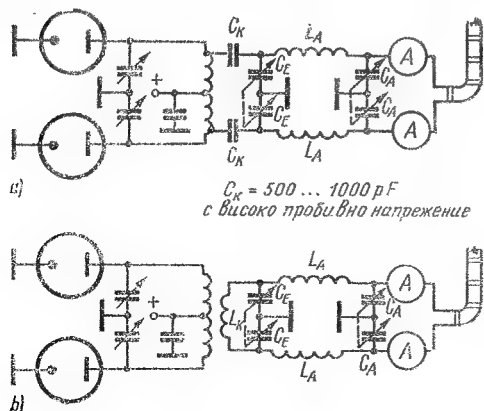 C_K
L_A
A
C_E
C_A
+
C_E
C_A
C_K
L_A
A
a)
C_K = 500 ... 1000 pF
с високо пробивно напрежение
L_A
A
C_E
C_A
+
L_K
C_E
L_A
C_A
A
b)